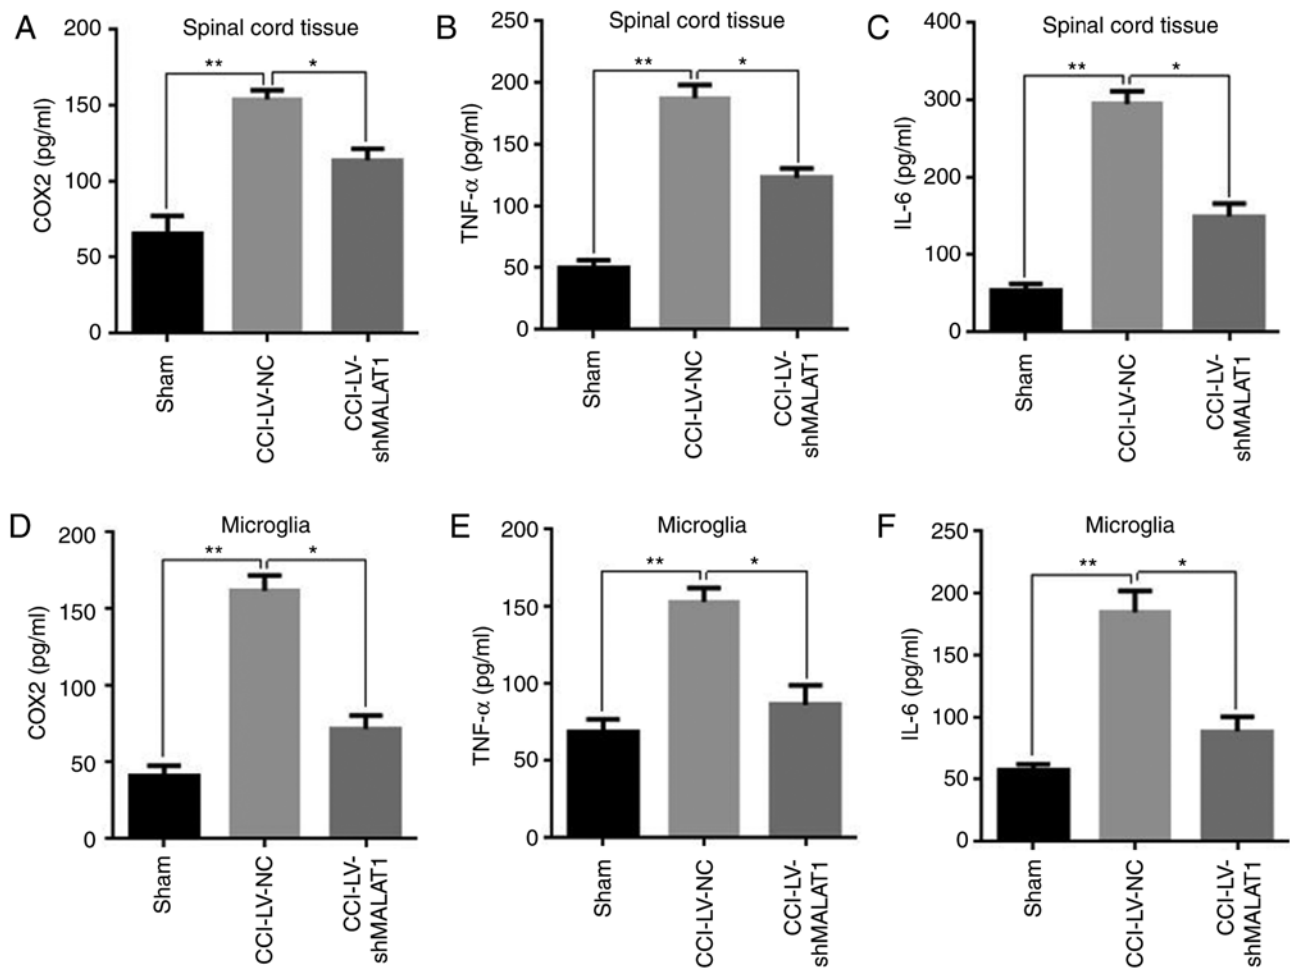 A
Spinal cord tissue
COX2 (pg/ml)
200
150
100
50
0
**
*
Sham
CCI-LV-NC
CCI-LV-
shMALAT1
B
Spinal cord tissue
TNF-α (pg/ml)
250
200
150
100
50
0
**
*
Sham
CCI-LV-NC
CCI-LV-
shMALAT1
C
Spinal cord tissue
IL-6 (pg/ml)
400
300
200
100
0
**
*
Sham
CCI-LV-NC
CCI-LV-
shMALAT1
D
Microglia
COX2 (pg/ml)
200
150
100
50
0
**
*
Sham
CCI-LV-NC
CCI-LV-
shMALAT1
E
Microglia
TNF-α (pg/ml)
200
150
100
50
0
**
*
Sham
CCI-LV-NC
CCI-LV-
shMALAT1
F
Microglia
IL-6 (pg/ml)
250
200
150
100
50
0
**
*
Sham
CCI-LV-NC
CCI-LV-
shMALAT1